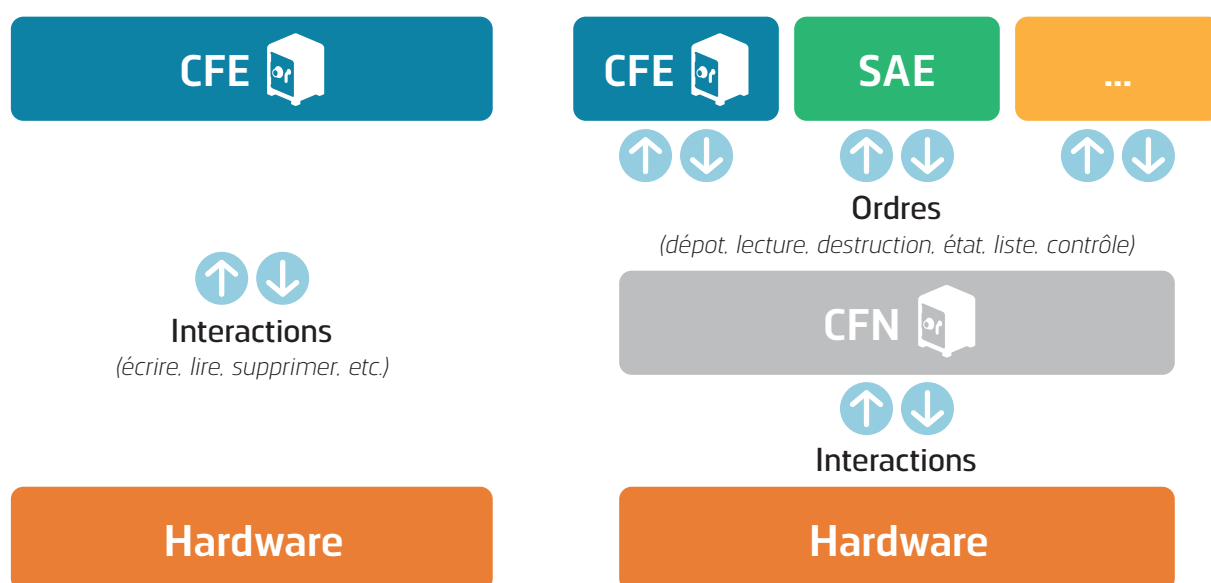 CFE
Interactions
(écrire, lire, supprimer, etc.)
Hardware
CFE
SAE
...
Ordres
(dépot, lecture, destruction, état, liste, contrôle)
CFN
Interactions
Hardware